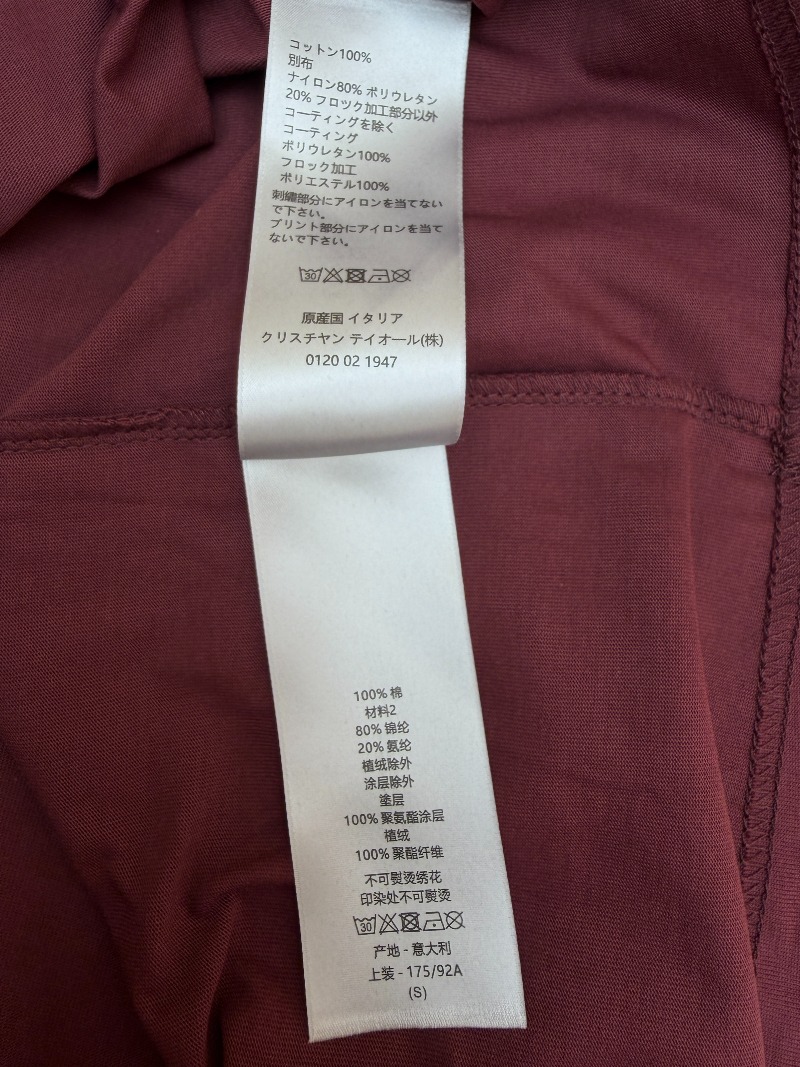 コットン100%
別布
ナイロン80% ポリウレタン
20% フロック加工部分以外
コーティングを除く
コーティング
ポリウレタン100%
フロック加工
ポリエステル100%
刺繍部分にアイロンを当てない
で下さい。
プリント部分にアイロンを当て
ないで下さい。
30
原産国 イタリア
クリスチャン デイオール(株)
0120 02 1947
100% 棉
材料2
80% 锦纶
20% 氨纶
植绒除外
涂层除外
塗层
100% 聚氨酯涂层
植绒
100% 聚酯纤维
不可熨烫绣花
印染处不可熨烫
30
产地 - 意大利
上装 - 175/92A
(S)